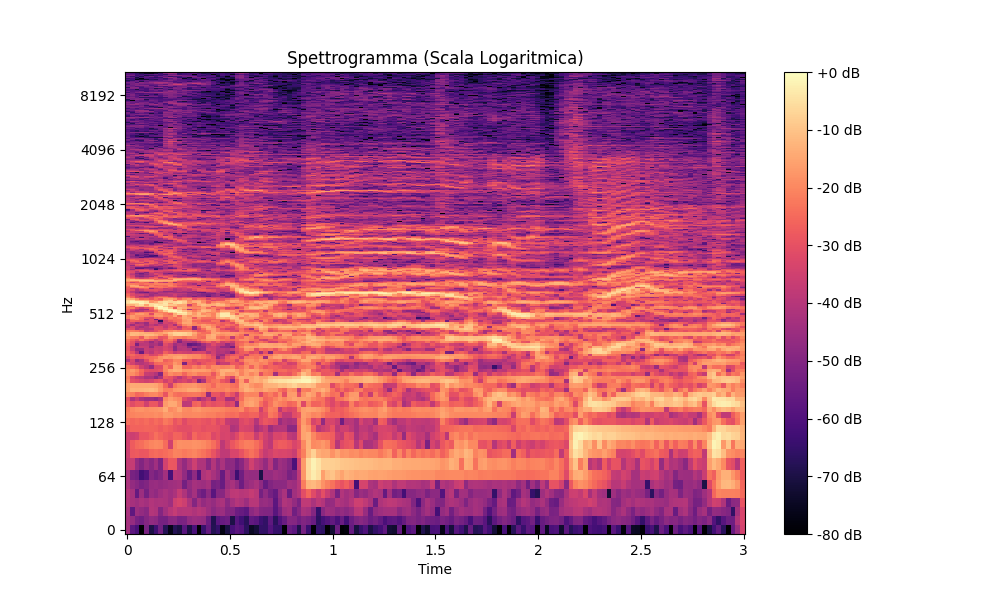 Spettrogramma (Scala Logaritmica)
Hz
8192
4096
2048
1024
512
256
128
64
0
0
0.5
1
1.5
2
2.5
3
Time
+0 dB
-10 dB
-20 dB
-30 dB
-40 dB
-50 dB
-60 dB
-70 dB
-80 dB